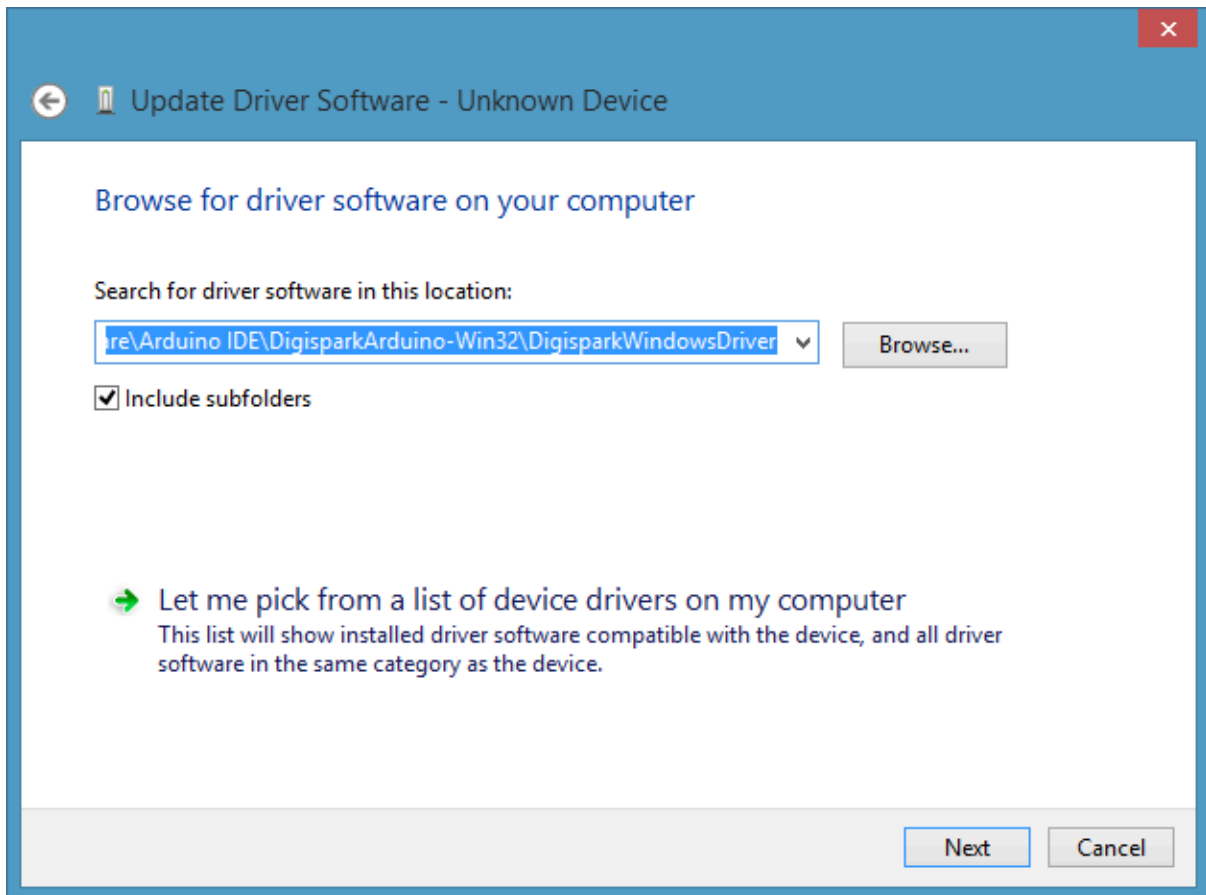 Update Driver Software - Unknown Device
Browse for driver software on your computer
Search for driver software in this location:
re\Arduino IDE\DigisparkArduino-Win32\DigisparkWindowsDriver
Browse...
Include subfolders
Let me pick from a list of device drivers on my computer
This list will show installed driver software compatible with the device, and all driver
software in the same category as the device.
Next
Cancel